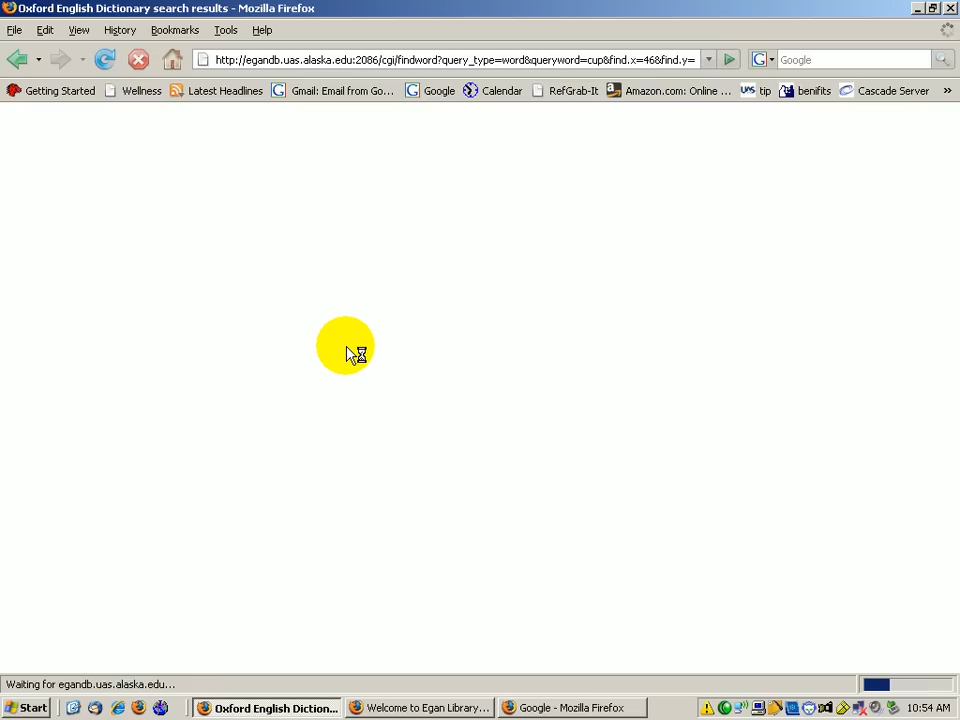 Oxford English Dictionary search results - Mozilla Firefox
File Edit View History Bookmarks Tools Help
http://egandb.uas.alaska.edu:2086/cgi/findword?query_type=word&queryword=cup&find.x=46&find.y= Google
Getting Started Wellness Latest Headlines Gmail: Email from Go... Google Calendar RefGrab-It Amazon.com: Online ... UAS tip benifits Cascade Server »
Waiting for egandb.uas.alaska.edu...
Start Oxford English Diction... Welcome to Egan Library... Google - Mozilla Firefox 10:54 AM